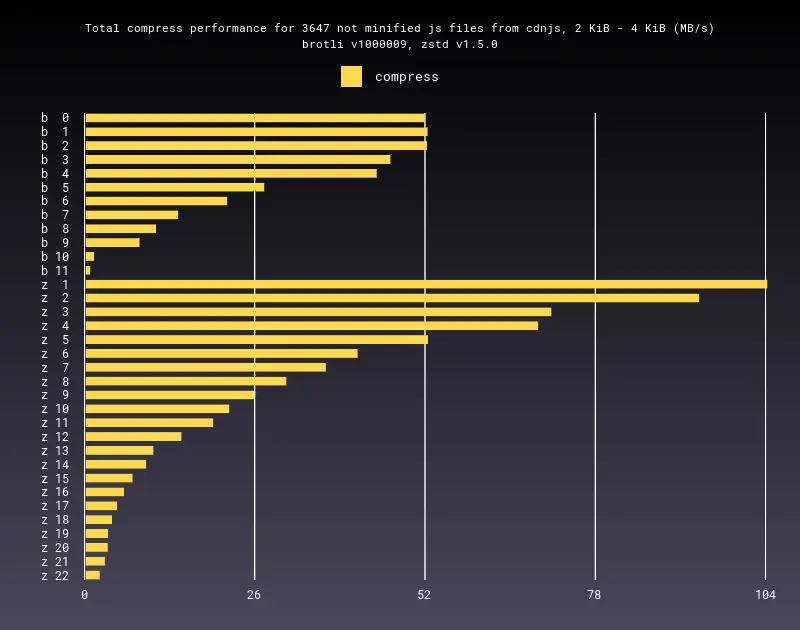 Total compress performance for 3647 not minified js files from cdnjs, 2 KiB - 4 KiB (MB/s)
brotli v1000009, zstd v1.5.0
compress
b 0
b 1
b 2
b 3
b 4
b 5
b 6
b 7
b 8
b 9
b 10
b 11
z 1
z 2
z 3
z 4
z 5
z 6
z 7
z 8
z 9
z 10
z 11
z 12
z 13
z 14
z 15
z 16
z 17
z 18
z 19
z 20
z 21
z 22
0 26 52 78 104